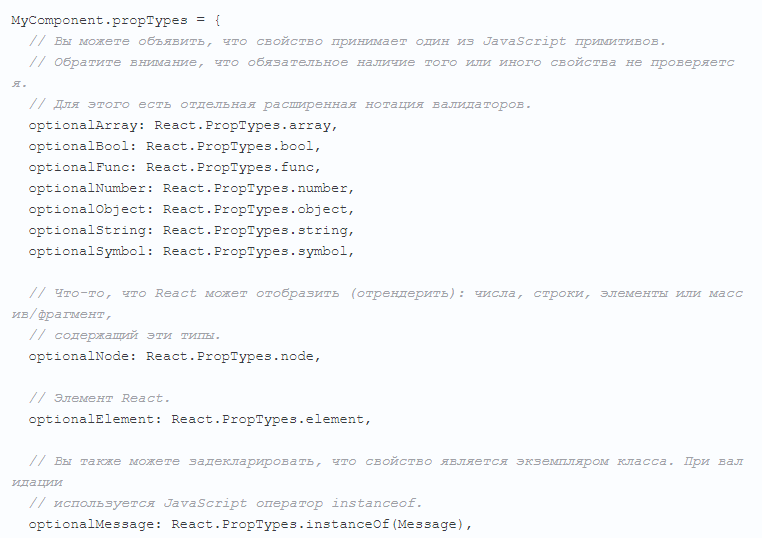 MyComponent.propTypes = {
  // Вы можете объявить, что свойство принимает один из JavaScript примитивов.
  // Обратите внимание, что обязательное наличие того или иного свойства не проверяетс
я.
  // Для этого есть отдельная расширенная нотация валидаторов.
  optionalArray: React.PropTypes.array,
  optionalBool: React.PropTypes.bool,
  optionalFunc: React.PropTypes.func,
  optionalNumber: React.PropTypes.number,
  optionalObject: React.PropTypes.object,
  optionalString: React.PropTypes.string,
  optionalSymbol: React.PropTypes.symbol,

  // Что-то, что React может отобразить (отрендерить): числа, строки, элементы или масс
ив/фрагмент,
  // содержащий эти типы.
  optionalNode: React.PropTypes.node,

  // Элемент React.
  optionalElement: React.PropTypes.element,

  // Вы также можете задекларировать, что свойство является экземпляром класса. При вал
идации
  // используется JavaScript оператор instanceof.
  optionalMessage: React.PropTypes.instanceOf(Message),